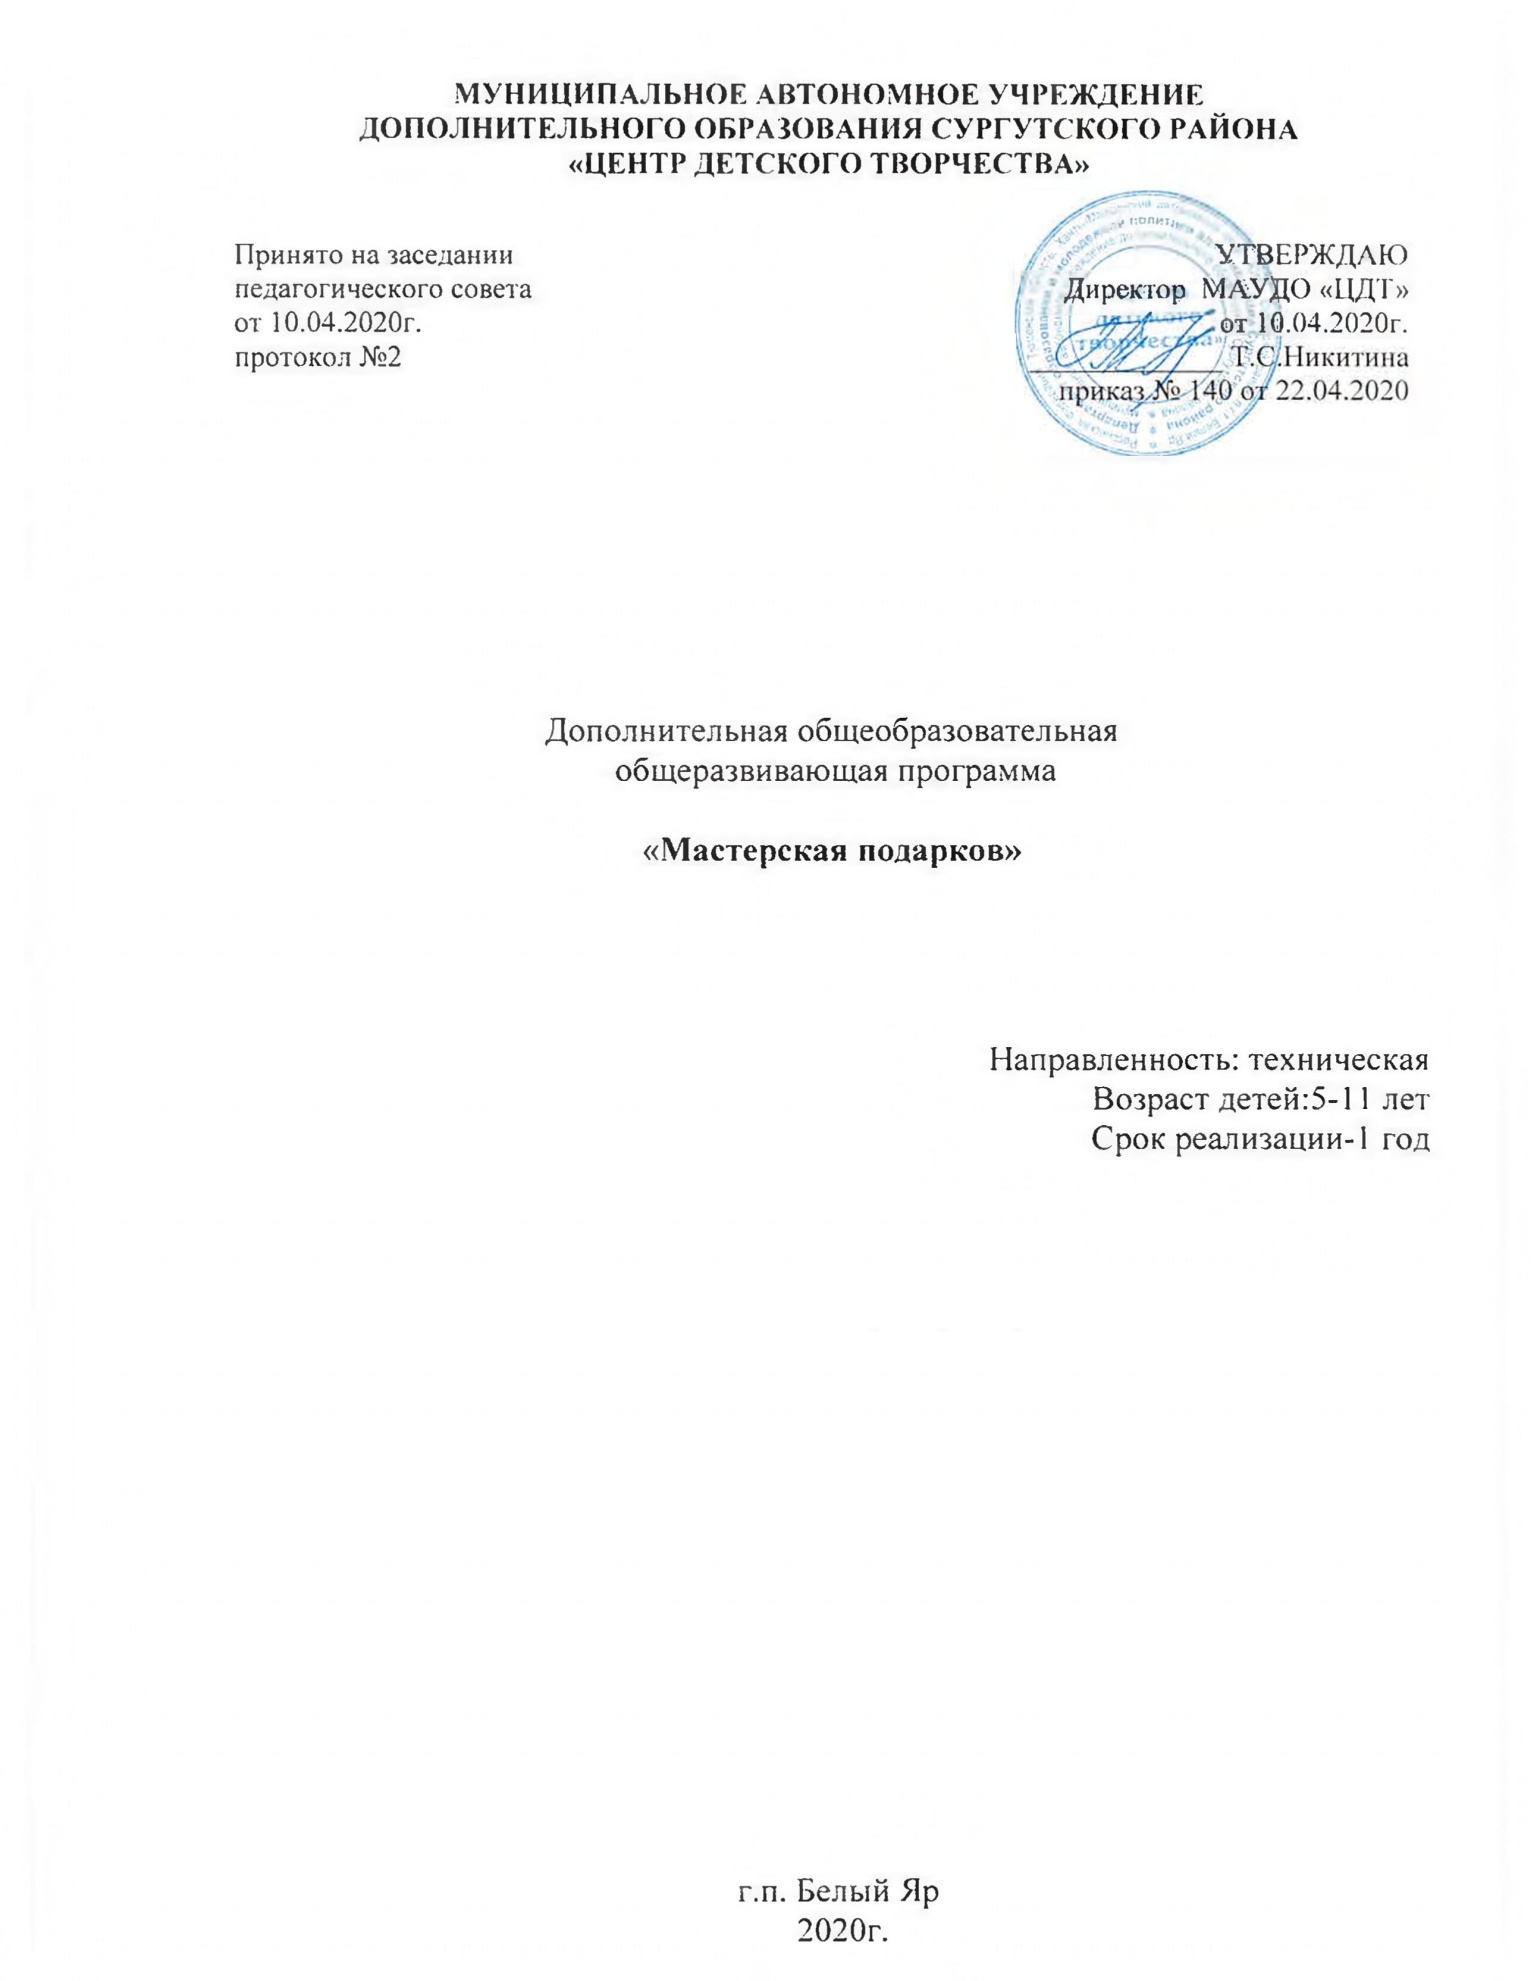 МУНИЦИПАЛЬНОЕ АВТОНОМНОЕ УЧРЕЖДЕНИЕ
ДОПОЛНИТЕЛЬНОГО ОБРАЗОВАНИЯ СУРГУТСКОГО РАЙОНА
«ЦЕНТР ДЕТСКОГО ТВОРЧЕСТВА»
Принято на заседании
педагогического совета
от 10.04.2020г.
протокол №2
УТВЕРЖДАЮ
Директор МАУДО «ЦДТ»
от 10.04.2020г.
Т.С.Никитина
приказ № 140 от 22.04.2020
творчества»
Дополнительная общеобразовательная
общеразвивающая программа
«Мастерская подарков»
Направленность: техническая
Возраст детей:5-11 лет
Срок реализации-1 год
г.п. Белый Яр
2020г.